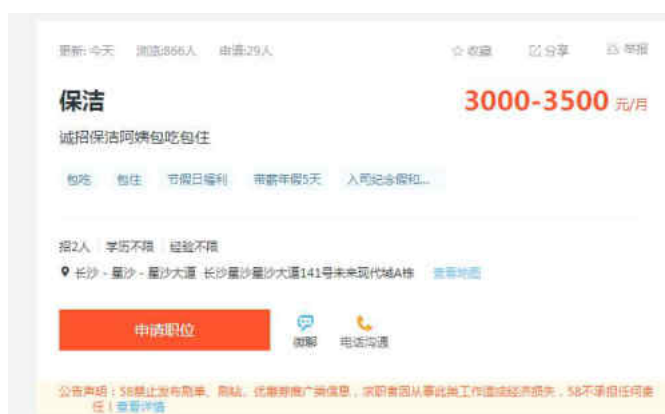 更新:今天 浏览:866人 申请:29人 收藏 分享 举报
保洁 3000-3500 元/月
诚招保洁阿姨包吃包住
包吃 包住 节假日福利 带薪年假5天 入司纪念假和...
招2人 学历不限 经验不限
长沙 - 星沙 - 星沙大道 长沙星沙星沙大道141号未来现代城A栋 查看地图
申请职位 微聊 电话沟通
公告声明：58禁止发布刷单、刷钻、优惠券推广类信息，求职者因从事此类工作造成经济损失，58不承担任何责
任 | 查看详情